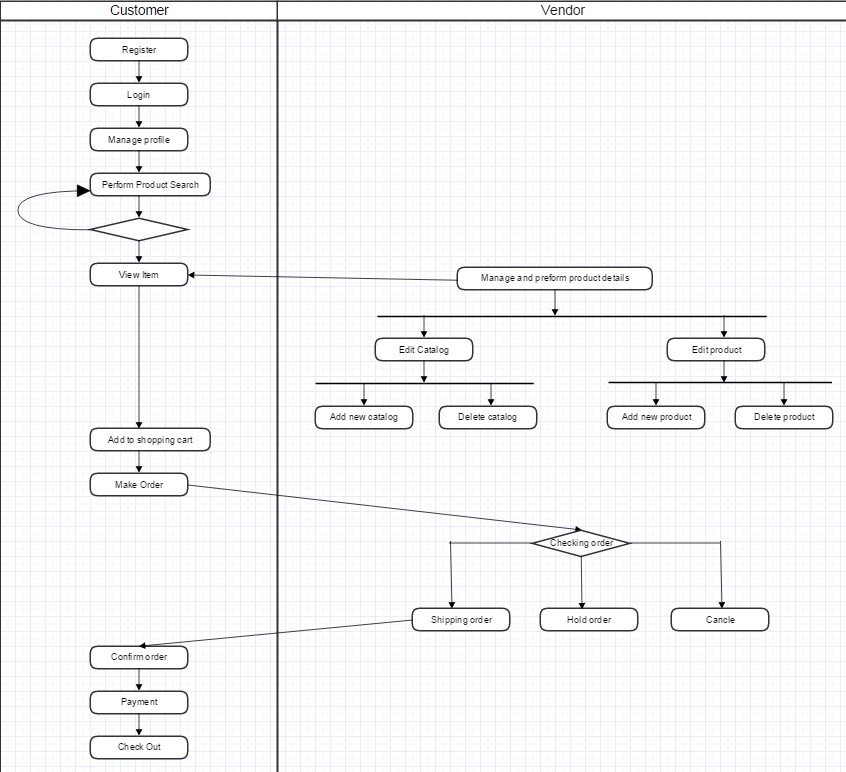 Customer
Vendor
Register
Login
Manage profile
Perform Product Search
View Item
Manage and preform product details
Edit Catalog
Edit product
Add new catalog
Delete catalog
Add new product
Delete product
Add to shopping cart
Make Order
Checking order
Shipping order
Hold order
Cancle
Confirm order
Payment
Check Out